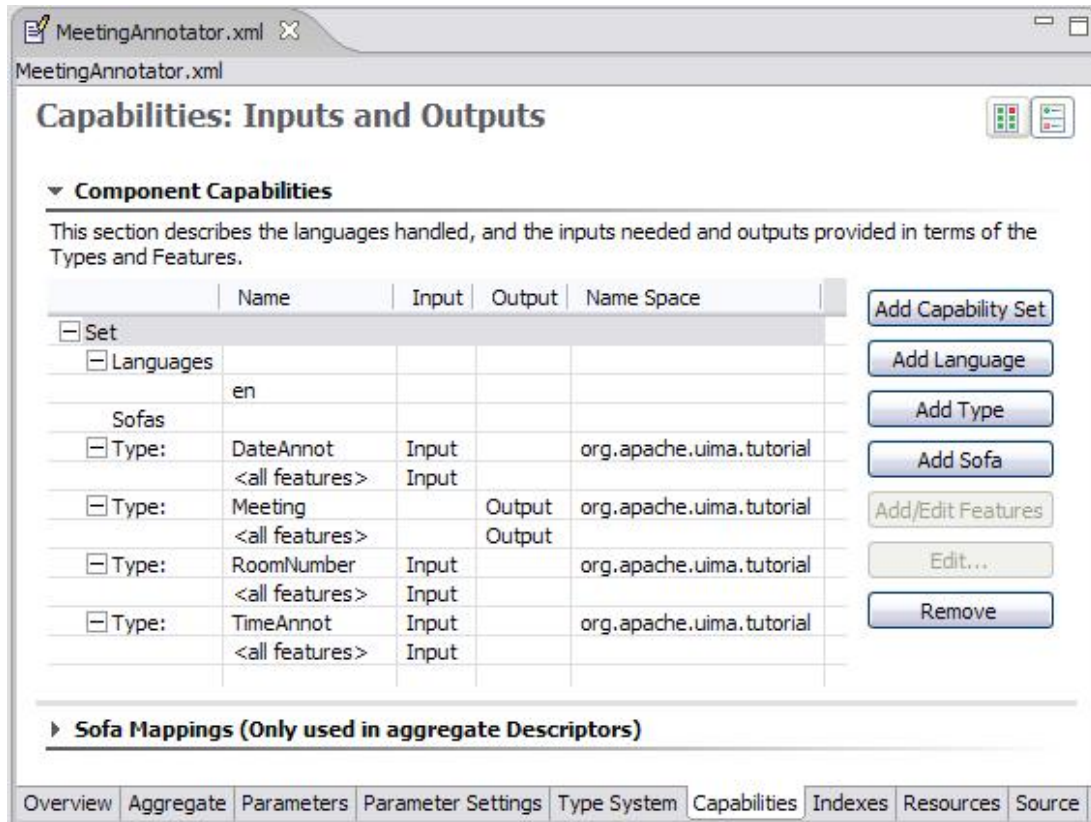 MeetingAnnotator.xml
MeetingAnnotator.xml
Capabilities: Inputs and Outputs
Component Capabilities
This section describes the languages handled, and the inputs needed and outputs provided in terms of the
Types and Features.
Name Input Output Name Space
Set
Languages
en
Sofas
Type: DateAnnot Input org.apache.uima.tutorial
<all features> Input
Type: Meeting Output org.apache.uima.tutorial
<all features> Output
Type: RoomNumber Input org.apache.uima.tutorial
<all features> Input
Type: TimeAnnot Input org.apache.uima.tutorial
<all features> Input
Add Capability Set
Add Language
Add Type
Add Sofa
Add/Edit Features
Edit...
Remove
Sofa Mappings (Only used in aggregate Descriptors)
Overview Aggregate Parameters Parameter Settings Type System Capabilities Indexes Resources Source